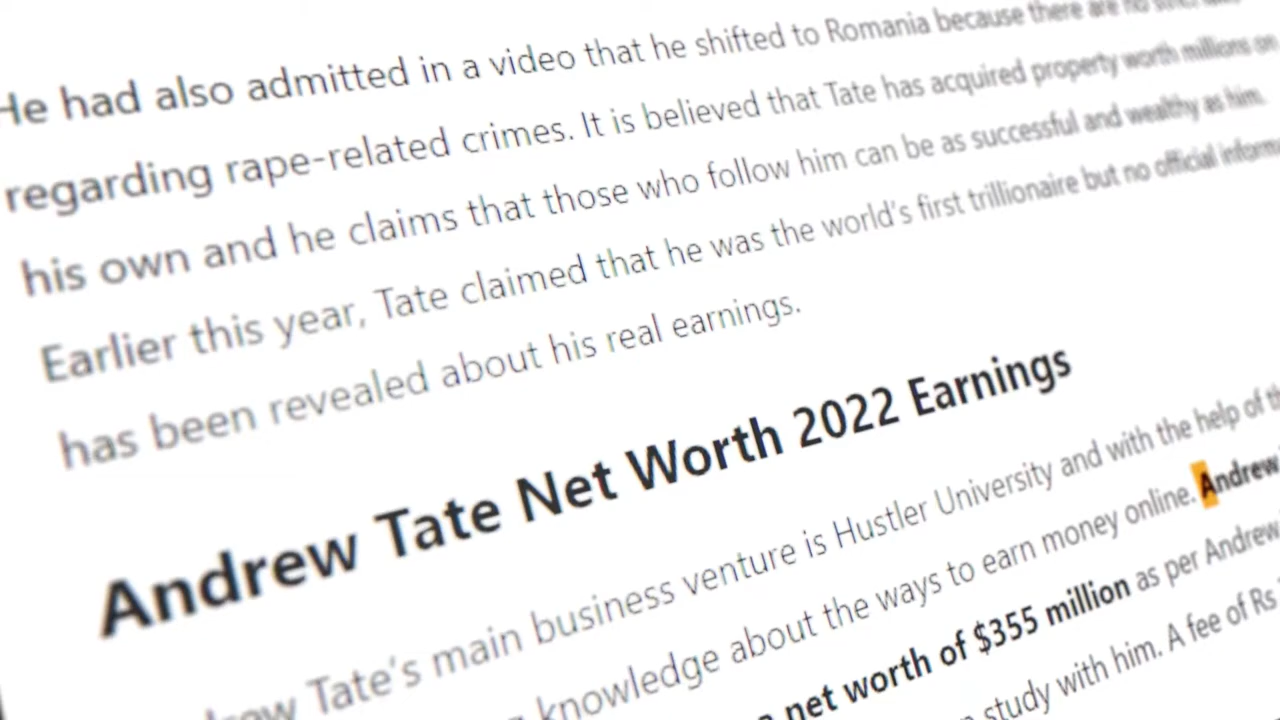 He had also admitted in a video that he shifted to Romania because there are no strict laws
regarding rape-related crimes. It is believed that Tate has acquired property worth millions on
his own and he claims that those who follow him can be as successful and wealthy as him.
Earlier this year, Tate claimed that he was the world's first trillionaire but no official
has been revealed about his real earnings.
Andrew Tate Net Worth 2022 Earnings
Tate's main business venture is Hustler University and with the help of
knowledge about the ways to earn money online. Andrew
net worth of $355 million as per Andrew
study with him. A fee of Rs